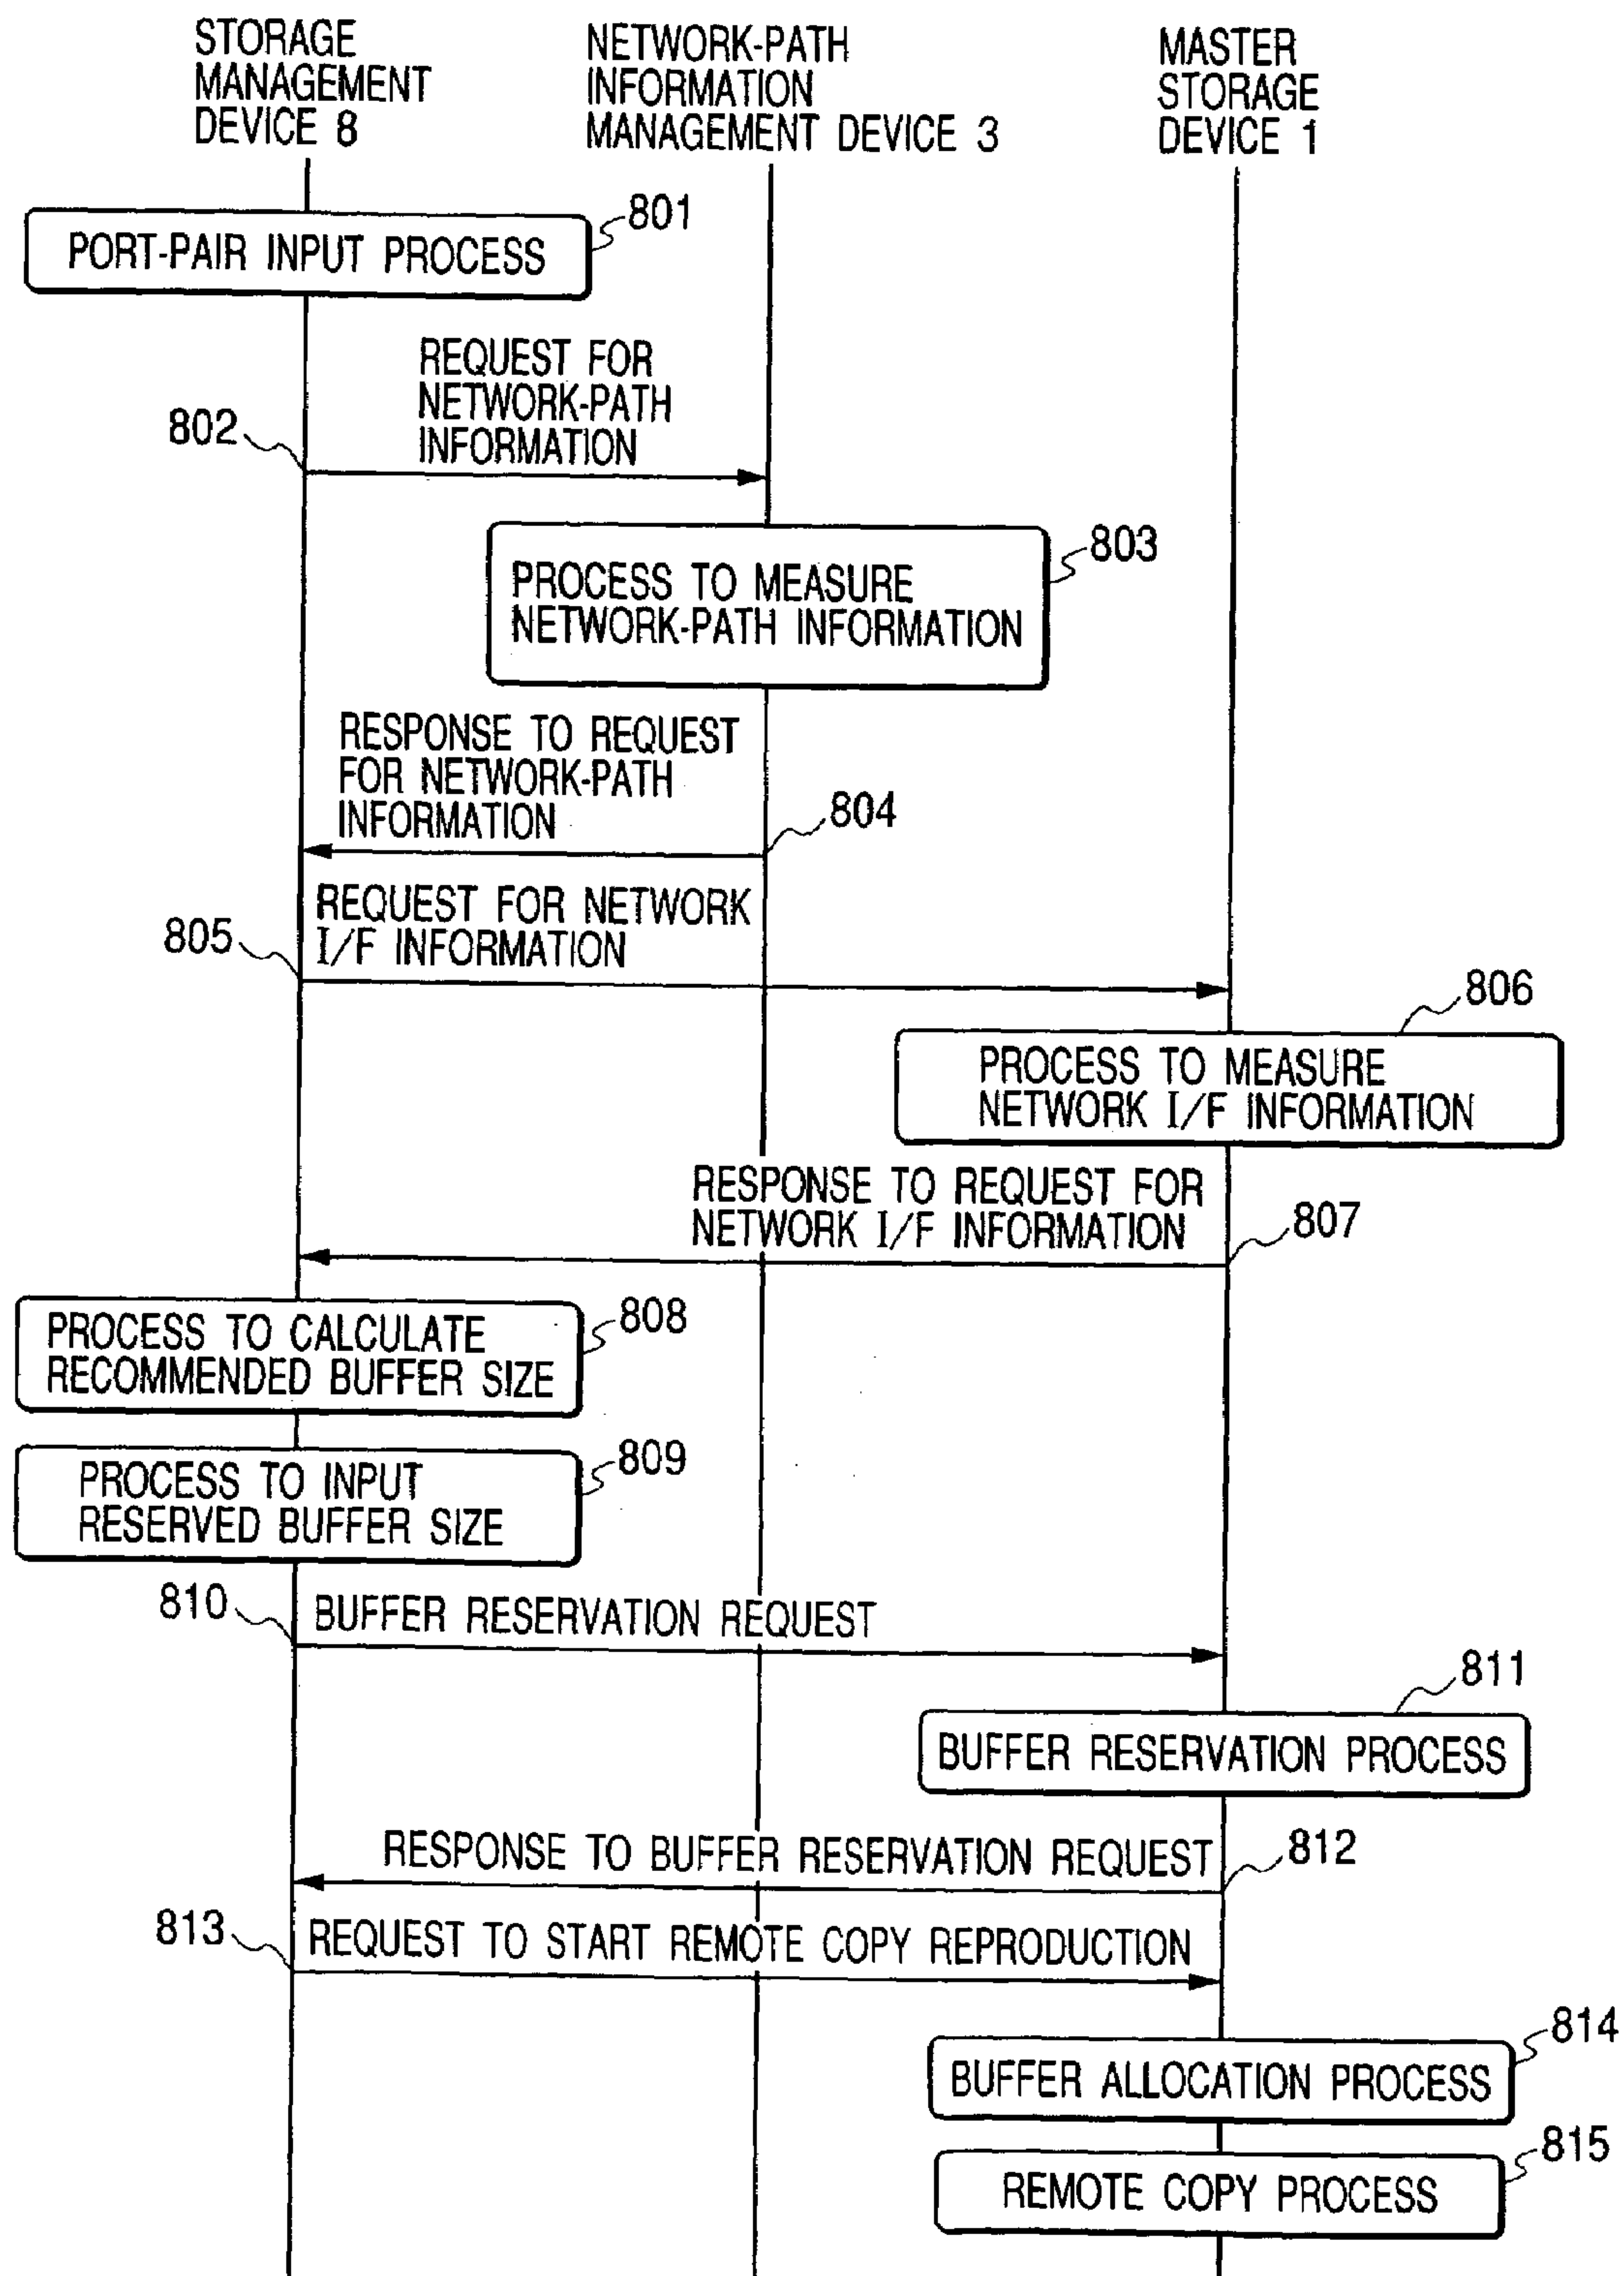 STORAGE
MANAGEMENT
DEVICE 8
NETWORK-PATH
INFORMATION
MANAGEMENT DEVICE 3
MASTER
STORAGE
DEVICE 1
801
PORT-PAIR INPUT PROCESS
REQUEST FOR
NETWORK-PATH
INFORMATION
802
803
PROCESS TO MEASURE
NETWORK-PATH INFORMATION
RESPONSE TO REQUEST
FOR NETWORK-PATH
INFORMATION
804
REQUEST FOR NETWORK
I/F INFORMATION
805
806
PROCESS TO MEASURE
NETWORK I/F INFORMATION
RESPONSE TO REQUEST FOR
NETWORK I/F INFORMATION
807
808
PROCESS TO CALCULATE
RECOMMENDED BUFFER SIZE
809
PROCESS TO INPUT
RESERVED BUFFER SIZE
810
BUFFER RESERVATION REQUEST
811
BUFFER RESERVATION PROCESS
RESPONSE TO BUFFER RESERVATION REQUEST
812
813
REQUEST TO START REMOTE COPY REPRODUCTION
814
BUFFER ALLOCATION PROCESS
815
REMOTE COPY PROCESS